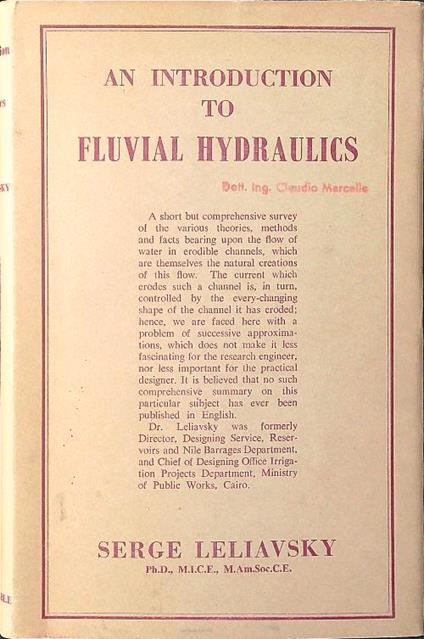 AN INTRODUCTION
TO
FLUVIAL HYDRAULICS
Dott. Ing. Claudio Marcello
A short but comprehensive survey
of the various theories, methods
and facts bearing upon the flow of
water in erodible channels, which
are themselves the natural creations
of this flow. The current which
erodes such a channel is, in turn,
controlled by the every-changing
shape of the channel it has eroded;
hence, we are faced here with a
problem of successive approxima-
tions, which does not make it less
fascinating for the research engineer,
nor less important for the practical
designer. It is believed that no such
comprehensive summary on this
particular subject has ever been
published in English.
Dr. Leliavsky was formerly
Director, Designing Service, Reser-
voirs and Nile Barrages Department,
and Chief of Designing Office Irriga-
tion Projects Department, Ministry
of Public Works, Cairo.
SERGE LELIAVSKY
Ph.D., M.I.C.E., M.Am.Soc.C.E.